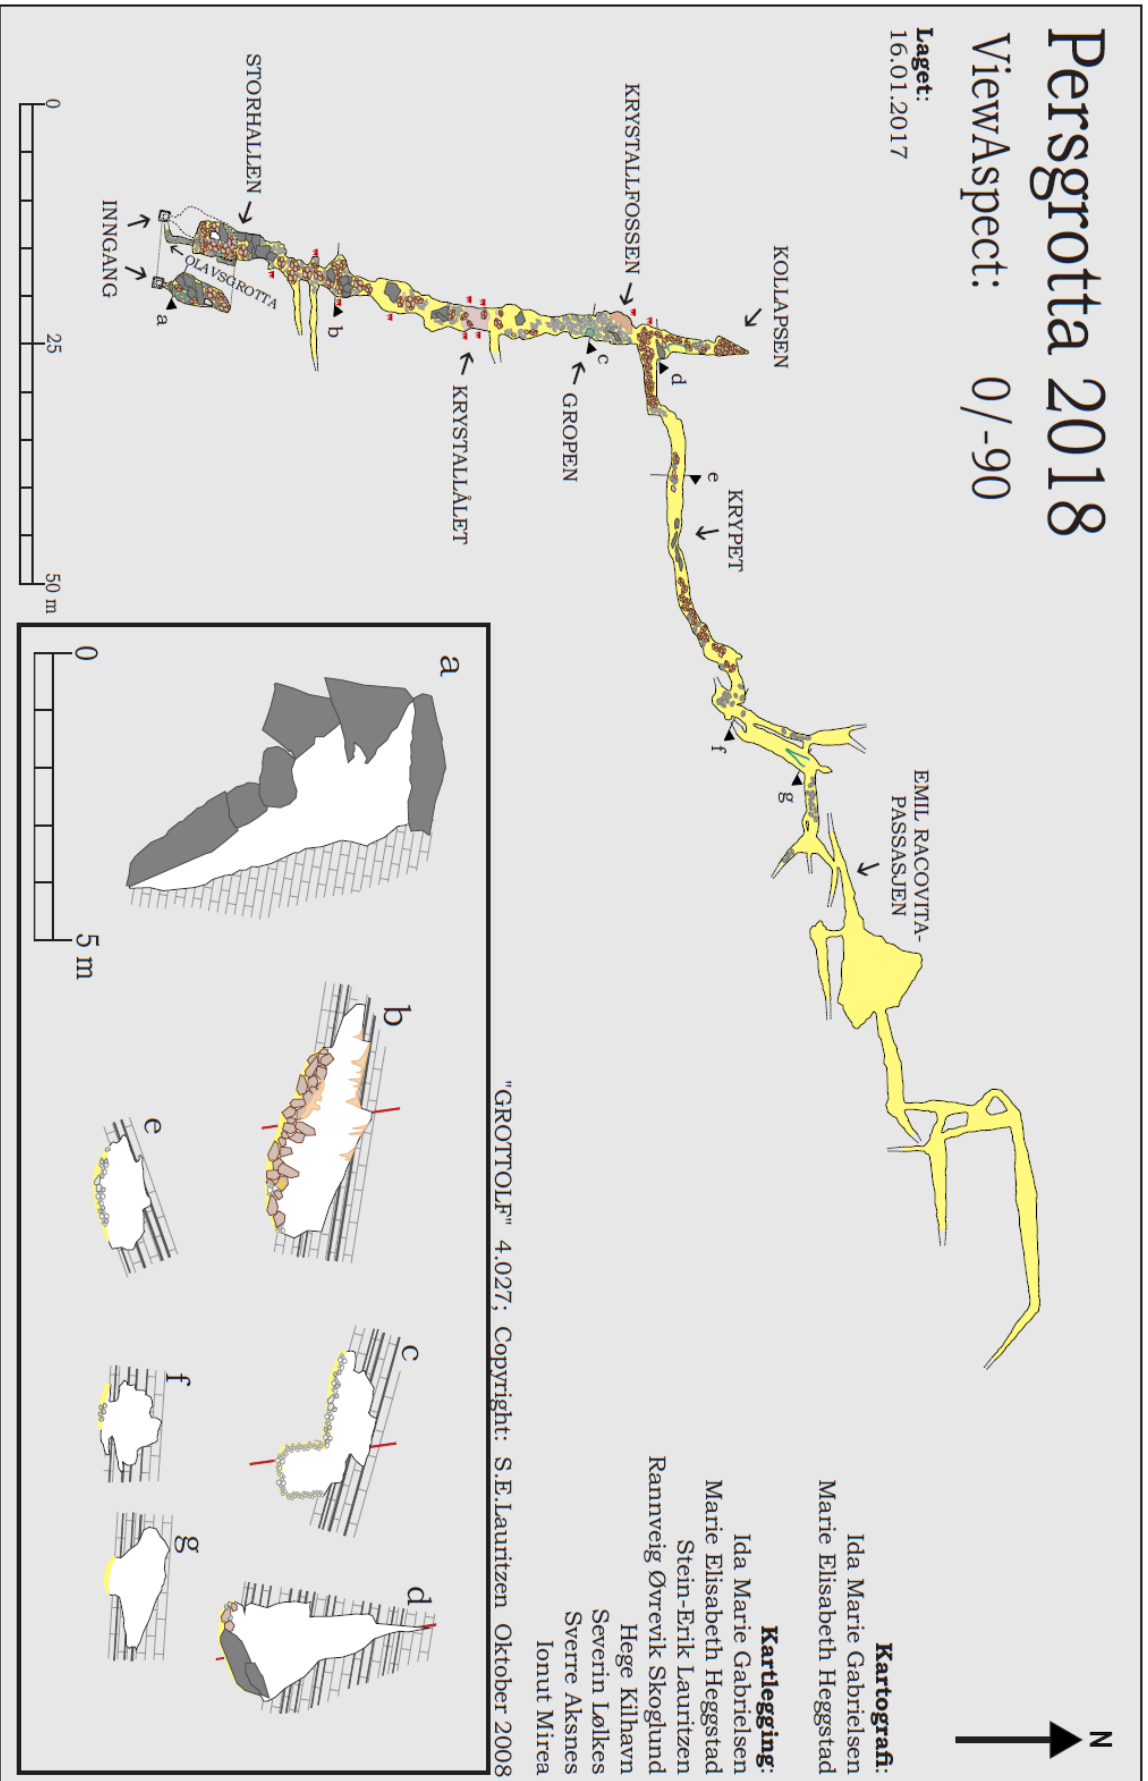 Persgrotta 2018
ViewAspect: 0/-90
Laget:
16.01.2017
N
KOLLAPSEN
KRYSTALLFOSSEN
STORHALLEN
INNGANG
OLAVSGROTTA
KRYSTALLÅLET
GROPEN
KRYPET
EMIL RACOVITA-
PASSASJEN
a
b
c
d
e
f
g
0
25
50 m
Kartografi:
Ida Marie Gabrielsen
Marie Elisabeth Heggstad
Kartlegging:
Ida Marie Gabrielsen
Marie Elisabeth Heggstad
Stein-Erik Lauritzen
Rannveig Øvrevik Skoglund
Hege Kilhavn
Severin Lølkes
Sverre Aksnes
Ionut Mirea
"GROTTOLF" 4.027; Copyright: S.E.Lauritzen Oktober 2008
a
b
c
d
e
f
g
0
5 m